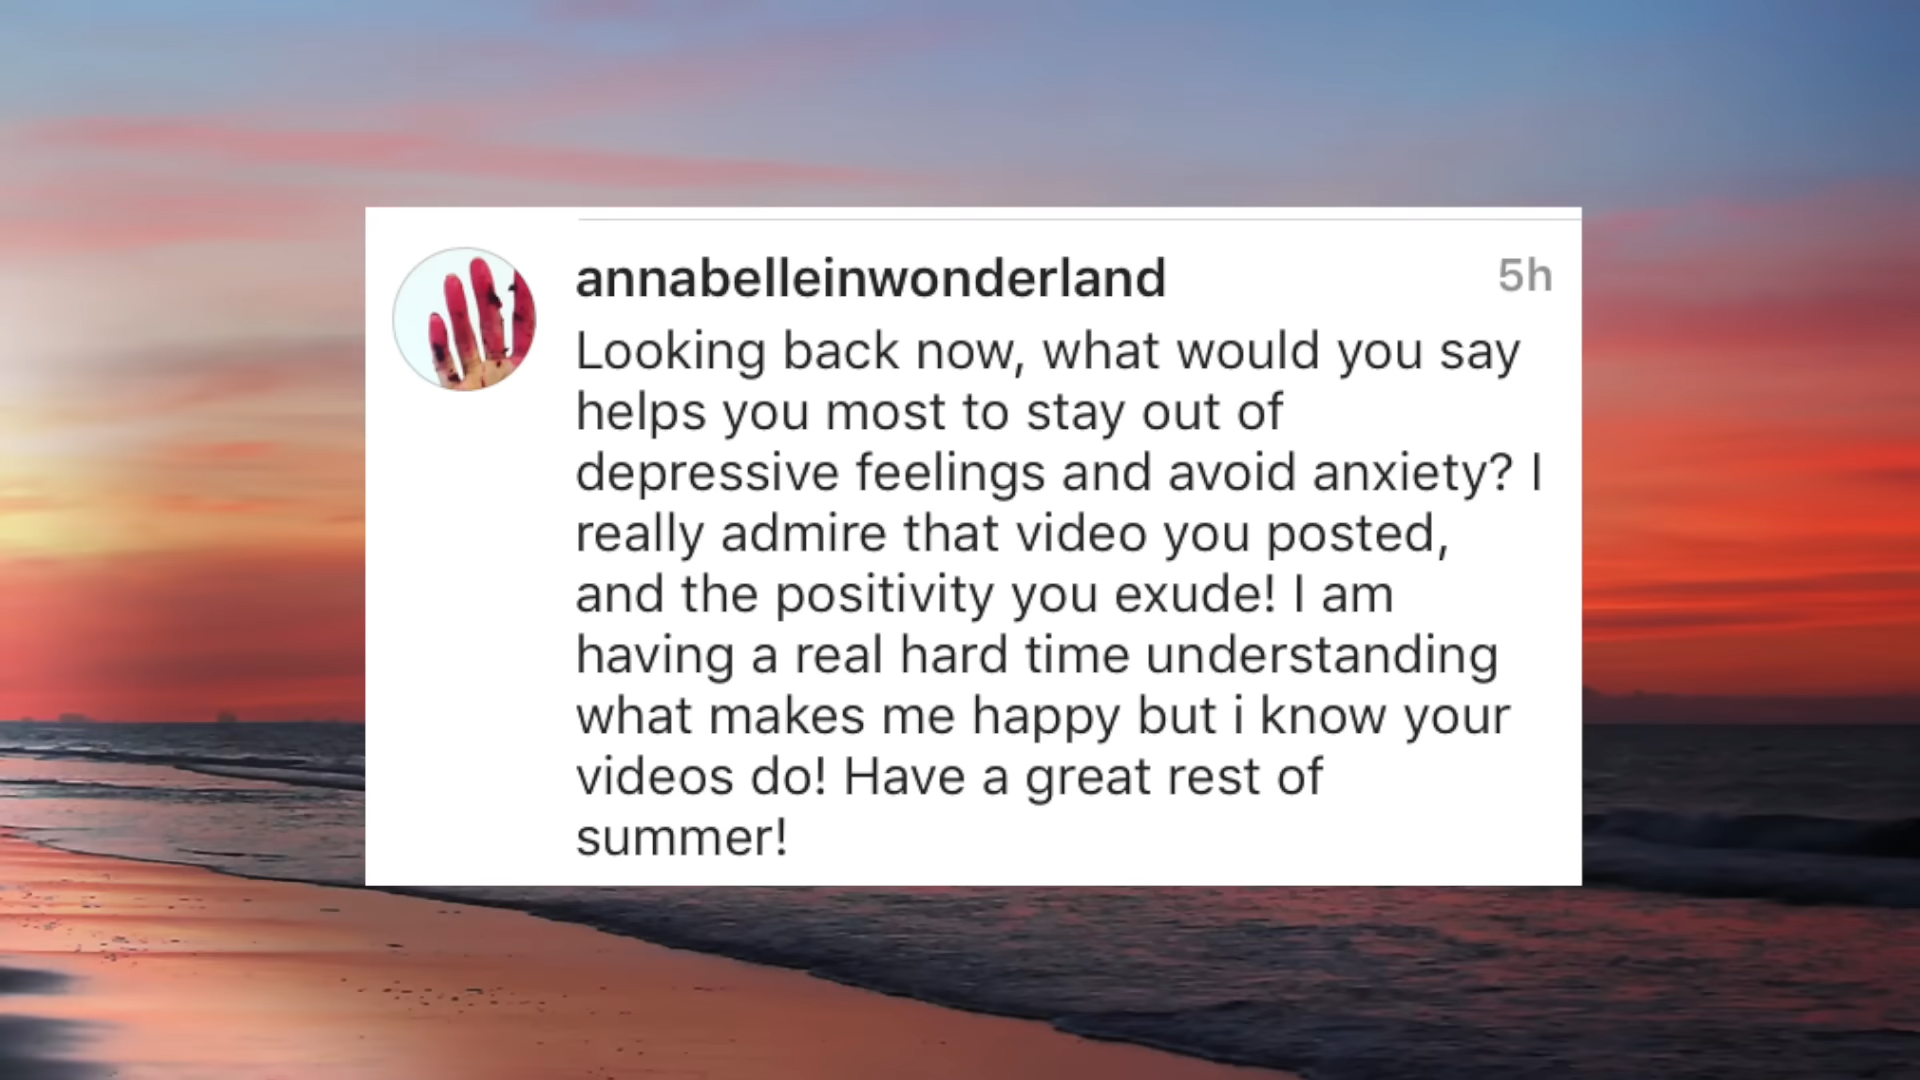 annabelleinwonderland 5h
Looking back now, what would you say
helps you most to stay out of
depressive feelings and avoid anxiety? I
really admire that video you posted,
and the positivity you exude! I am
having a real hard time understanding
what makes me happy but i know your
videos do! Have a great rest of
summer!